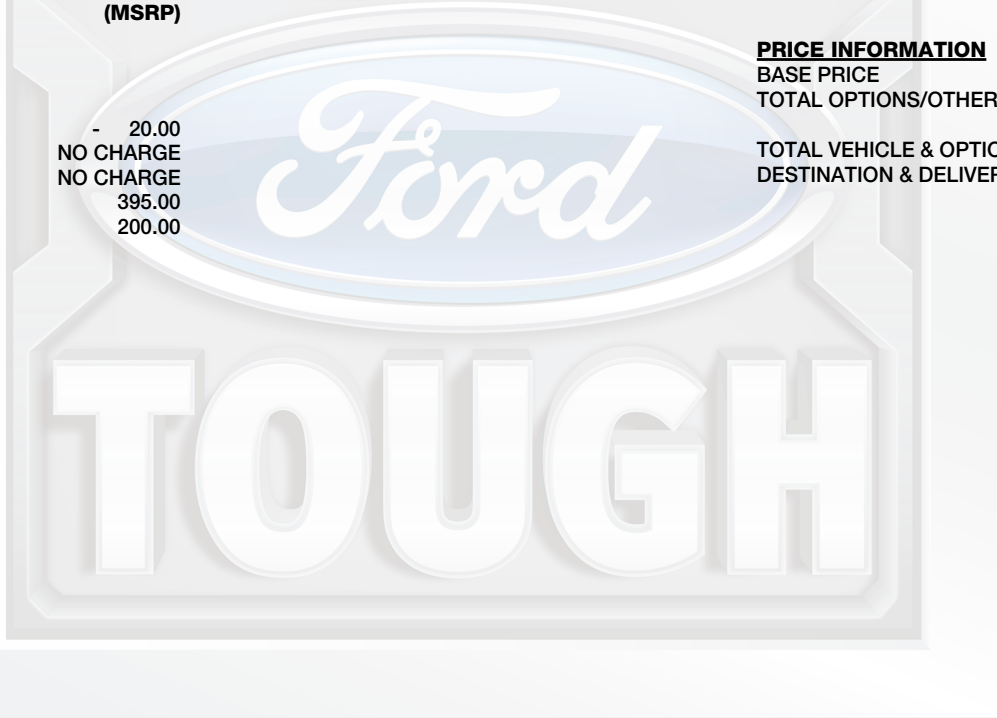 (MSRP)
- 20.00
NO CHARGE
NO CHARGE
395.00
200.00
PRICE INFORMATION
BASE PRICE
TOTAL OPTIONS/OTHER
TOTAL VEHICLE & OPTIO
DESTINATION & DELIVER
Ford
TOUGH